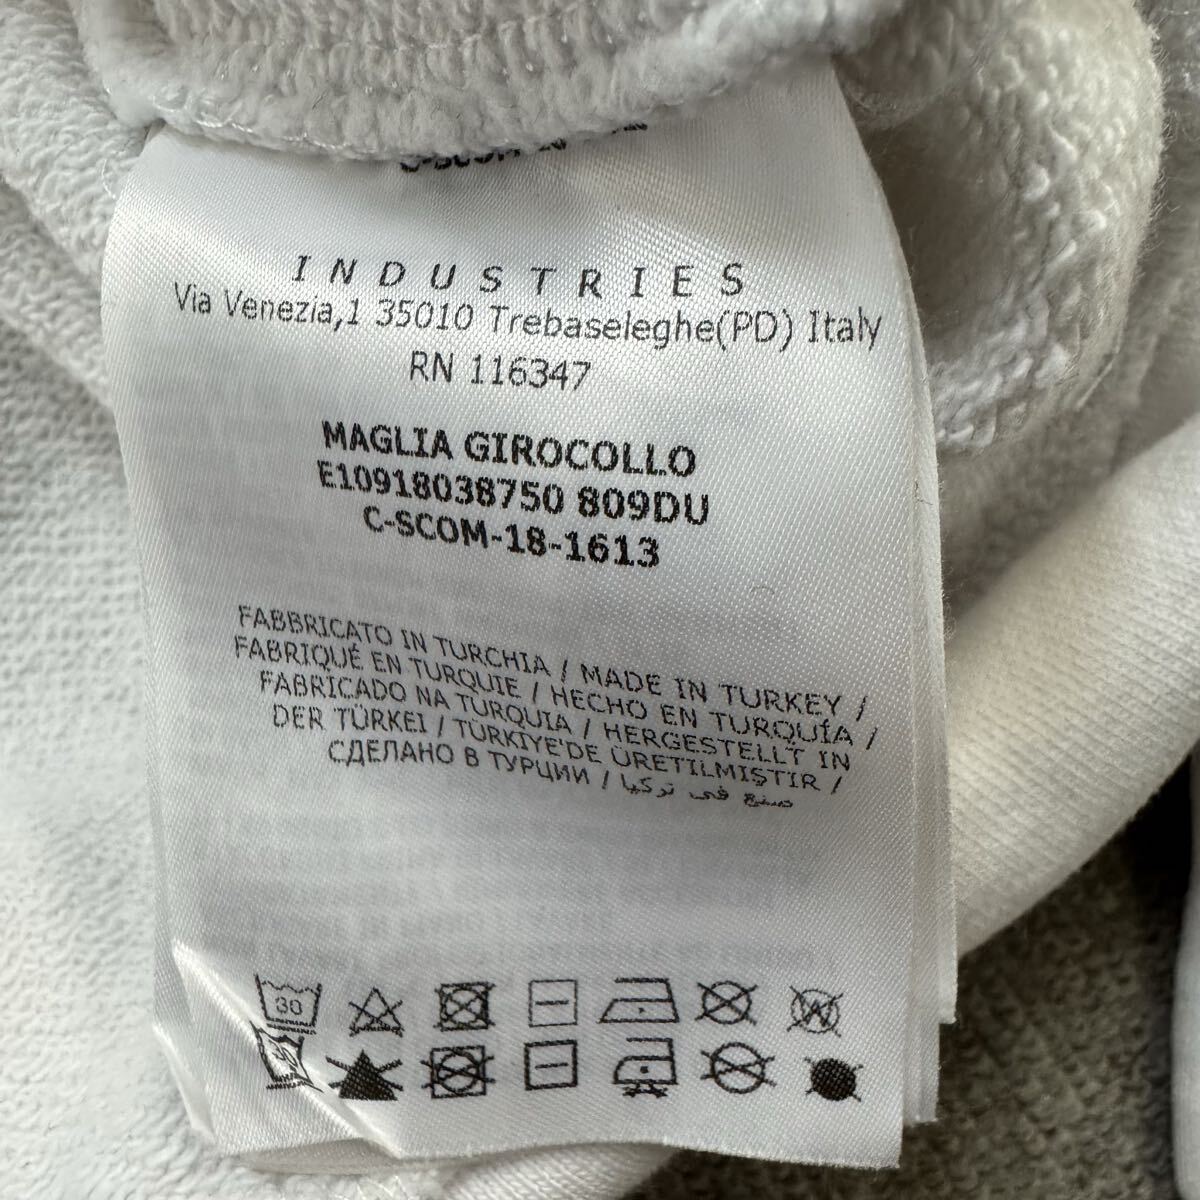 INDUSTRIES
Via Venezia,1 35010 Trebaseleghe(PD) Italy
RN 116347
MAGLIA GIROCOLLO
E10918038750 809DU
C-SCOM-18-1613
FABBRICATO IN TURCHIA / MADE IN TURKEY /
FABRIQUÉ EN TURQUIE / HECHO EN TURQUÍA /
FABRICADO NA TURQUIA / HERGESTELLT IN
DER TÜRKEI / TÜRKIYE'DE ÜRETILMIŞTIR /
СДЕЛАНО В ТУРЦИИ / صنع في تركيا
30
W